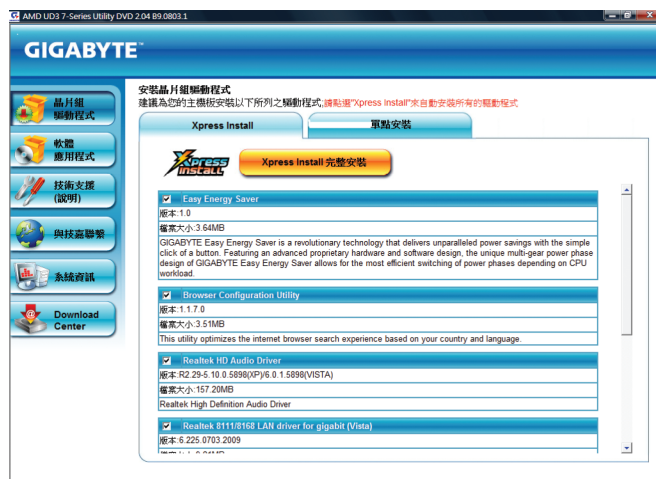 AMD UD3 7-Series Utility DVD 2.04 B9.0803.1
GIGABYTE™
晶片組
驅動程式
軟體
應用程式
技術支援
(說明)
與技嘉聯繫
系統資訊
Download
Center
安裝晶片組驅動程式
建議為您的主機板安裝以下所列之驅動程式;請點選"Xpress Install"來自動安裝所有的驅動程式
Xpress Install
單點安裝
Xpress
Install
Xpress Install 完整安裝
Easy Energy Saver
版本:1.0
檔案大小:3.64MB
GIGABYTE Easy Energy Saver is a revolutionary technology that delivers unparalleled power savings with the simple
click of a button. Featuring an advanced proprietary hardware and software design, the unique multi-gear power phase
design of GIGABYTE Easy Energy Saver allows for the most efficient switching of power phases depending on CPU
workload.
Browser Configuration Utility
版本:1.1.7.0
檔案大小:3.51MB
This utility optimizes the internet browser search experience based on your country and language.
Realtek HD Audio Driver
版本:R2.29-5.10.0.5898(XP)/6.0.1.5898(VISTA)
檔案大小:157.20MB
Realtek High Definition Audio Driver
Realtek 8111/8168 LAN driver for gigabit (Vista)
版本:6.225.0703.2009